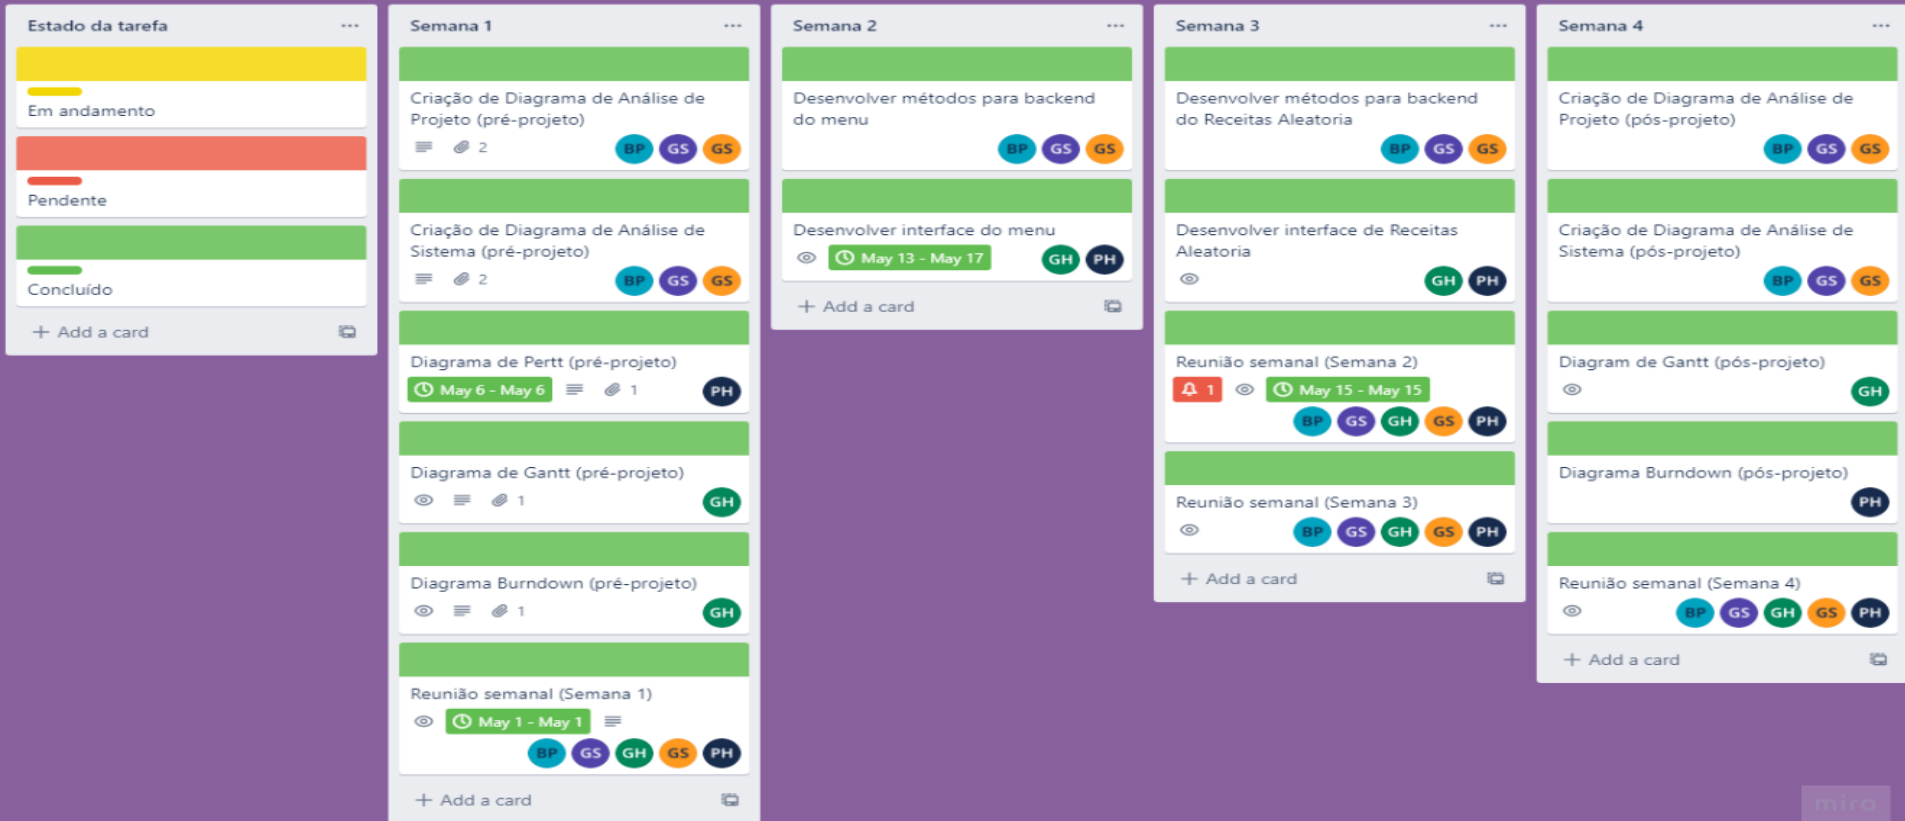 Estado da tarefa
Em andamento
Pendente
Concluído
+ Add a card
Semana 1
Criação de Diagrama de Análise de
Projeto (pré-projeto)
2
BP GS GS
Criação de Diagrama de Análise de
Sistema (pré-projeto)
2
BP GS GS
Diagrama de Pertt (pré-projeto)
May 6 - May 6
1
PH
Diagrama de Gantt (pré-projeto)
1
GH
Diagrama Burndown (pré-projeto)
1
GH
Reunião semanal (Semana 1)
May 1 - May 1
BP GS GH GS PH
+ Add a card
Semana 2
Desenvolver métodos para backend
do menu
BP GS GS
Desenvolver interface do menu
May 13 - May 17
GH PH
+ Add a card
Semana 3
Desenvolver métodos para backend
do Receitas Aleatoria
BP GS GS
Desenvolver interface de Receitas
Aleatoria
GH PH
Reunião semanal (Semana 2)
1
May 15 - May 15
BP GS GH GS PH
Reunião semanal (Semana 3)
BP GS GH GS PH
+ Add a card
Semana 4
Criação de Diagrama de Análise de
Projeto (pós-projeto)
BP GS GS
Criação de Diagrama de Análise de
Sistema (pós-projeto)
BP GS GS
Diagram de Gantt (pós-projeto)
GH
Diagrama Burndown (pós-projeto)
PH
Reunião semanal (Semana 4)
BP GS GH GS PH
+ Add a card
miro